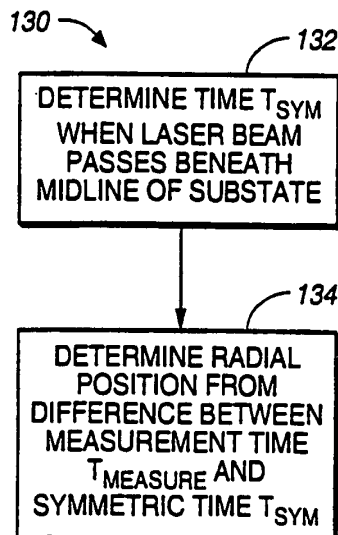 130
132
DETERMINE TIME TSYM
WHEN LASER BEAM
PASSES BENEATH
MIDLINE OF SUBSTATE
134
DETERMINE RADIAL
POSITION FROM
DIFFERENCE BETWEEN
MEASUREMENT TIME
TMEASURE AND
SYMMETRIC TIME TSYM